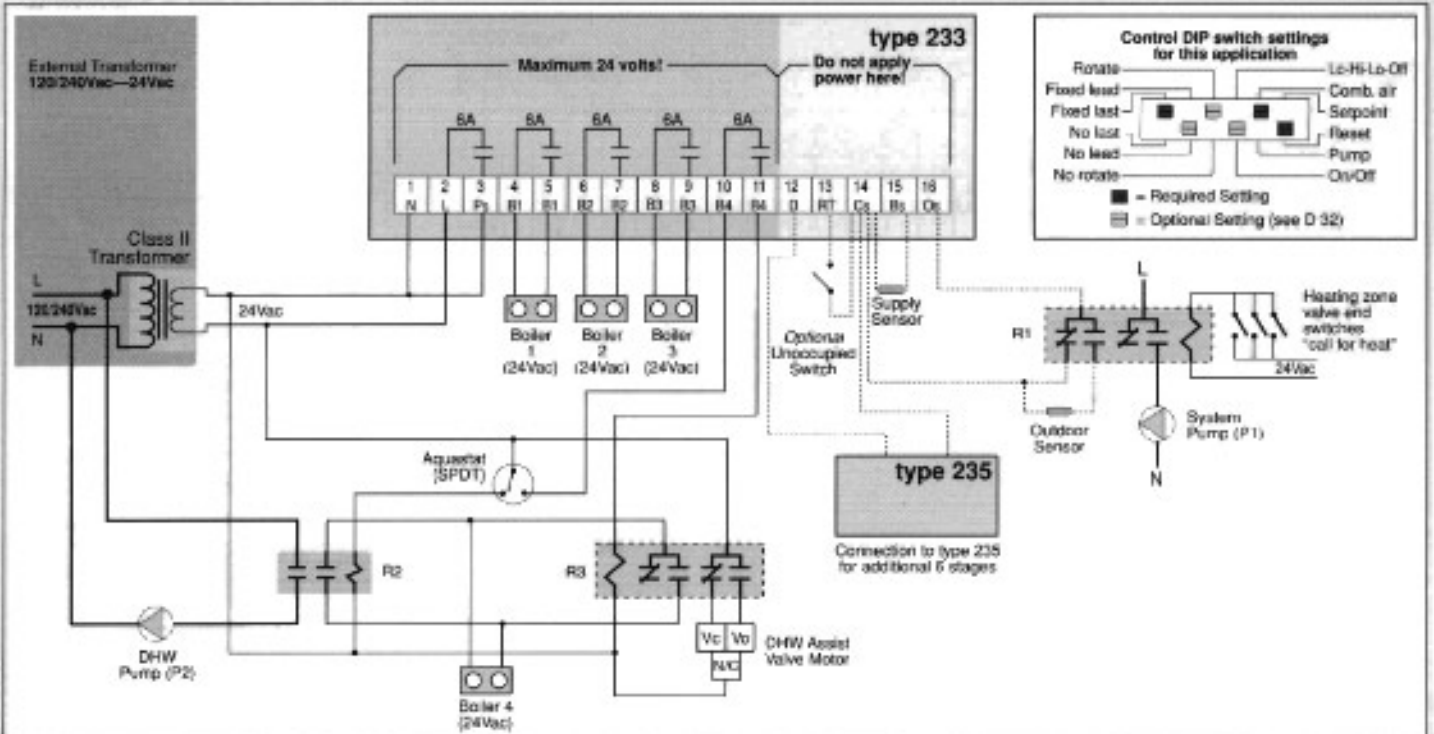 External Transformer
120/240Vac—24Vac
Class II
Transformer
L
120/240Vac
N
24Vac
type 233
Maximum 24 volts!
Do not apply
power here!
6A 6A 6A 6A 6A
1 2 3 4 5 6 7 8 9 10 11 12 13 14 15 16
N L Ps B1 B1 B2 B2 B3 B3 B4 B4 D RT Cs Bs Os
Boiler
1
(24Vac)
Boiler
2
(24Vac)
Boiler
3
(24Vac)
Optional
Unoccupied
Switch
Supply
Sensor
Control DIP switch settings
for this application
Rotate
Fixed lead
Fixed last
No last
No lead
No rotate
Lo-Hi-Lo-Off
Comb. air
Setpoint
Reset
Pump
On/Off
= Required Setting
= Optional Setting (see D 32)
L
R1
Heating zone
valve end
switches
"call for heat"
24Vac
System
Pump (P1)
N
Outdoor
Sensor
type 235
Connection to type 235
for additional 6 stages
Aquastat
(SPDT)
R2
R3
DHW
Pump (P2)
Vc Vo
N/C
DHW Assist
Valve Motor
Boiler 4
(24Vac)